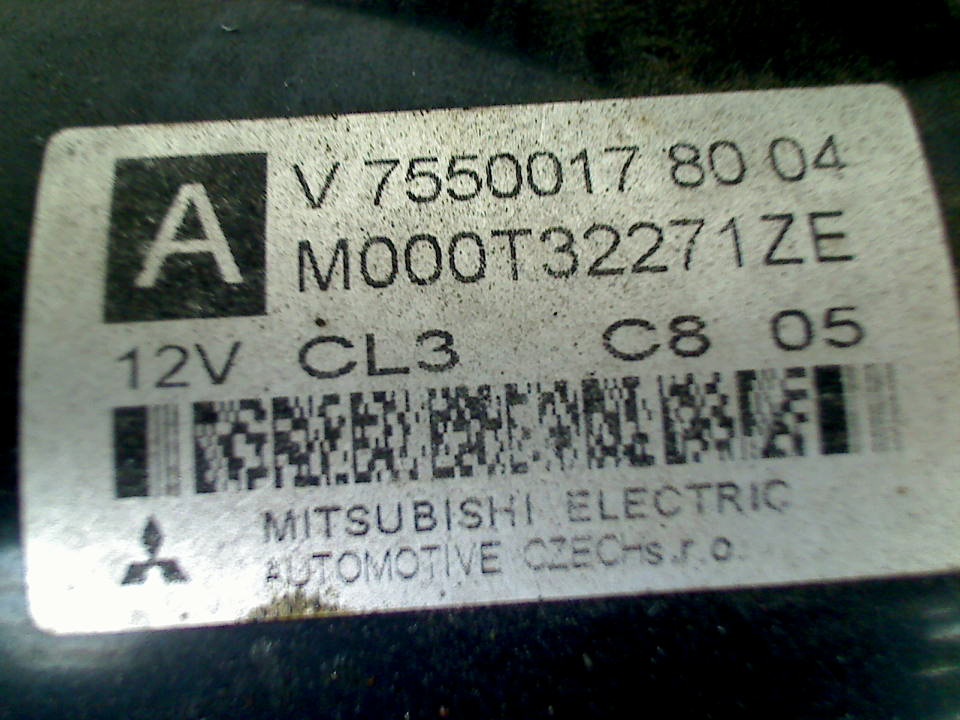 A
V 7550017 80 04
M000T32271ZE
12V CL3 C8 05
MITSUBISHI ELECTRIC
AUTOMOTIVE CZECHs.r.o.